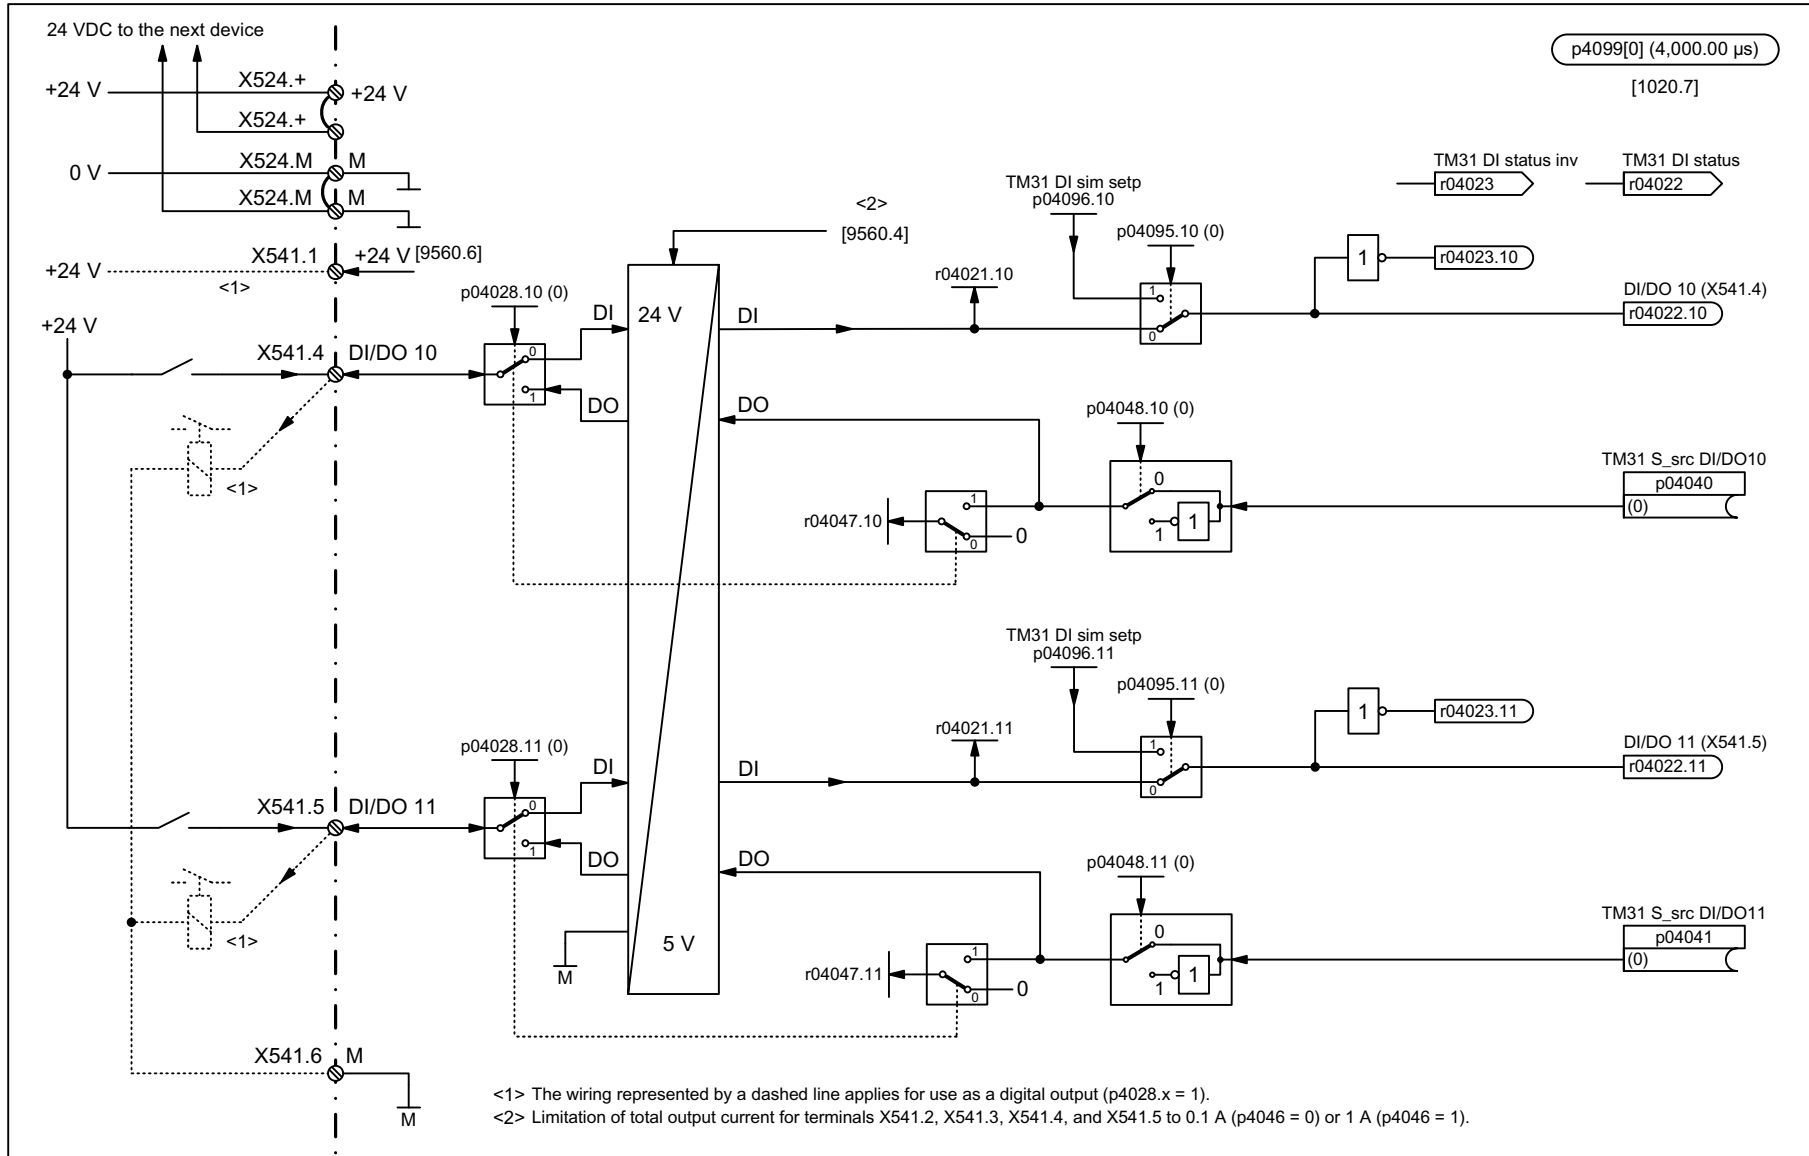 24 VDC to the next device
p4099[0] (4,000.00 µs)
[1020.7]
+24 V
X524.+
+24 V
X524.+
0 V
X524.M
M
X524.M
M
TM31 DI status inv
r04023
TM31 DI status
r04022
<2>
[9560.4]
TM31 DI sim setp
p04096.10
p04095.10 (0)
+24 V
X541.1
+24 V [9560.6]
<1>
p04028.10 (0)
r04021.10
1
r04023.10
DI/DO 10 (X541.4)
r04022.10
+24 V
DI
24 V
DI
1
0
X541.4
DI/DO 10
0
1
DO
DO
p04048.10 (0)
TM31 S_src DI/DO10
p04040
(0)
<1>
r04047.10
1
0
0
0
1
1
TM31 DI sim setp
p04096.11
p04095.11 (0)
p04028.11 (0)
r04021.11
1
r04023.11
DI/DO 11 (X541.5)
r04022.11
DI
DI
1
0
X541.5
DI/DO 11
0
1
DO
DO
p04048.11 (0)
TM31 S_src DI/DO11
p04041
(0)
<1>
M
5 V
r04047.11
1
0
0
0
1
1
X541.6
M
M
<1> The wiring represented by a dashed line applies for use as a digital output (p4028.x = 1).
<2> Limitation of total output current for terminals X541.2, X541.3, X541.4, and X541.5 to 0.1 A (p4046 = 0) or 1 A (p4046 = 1).